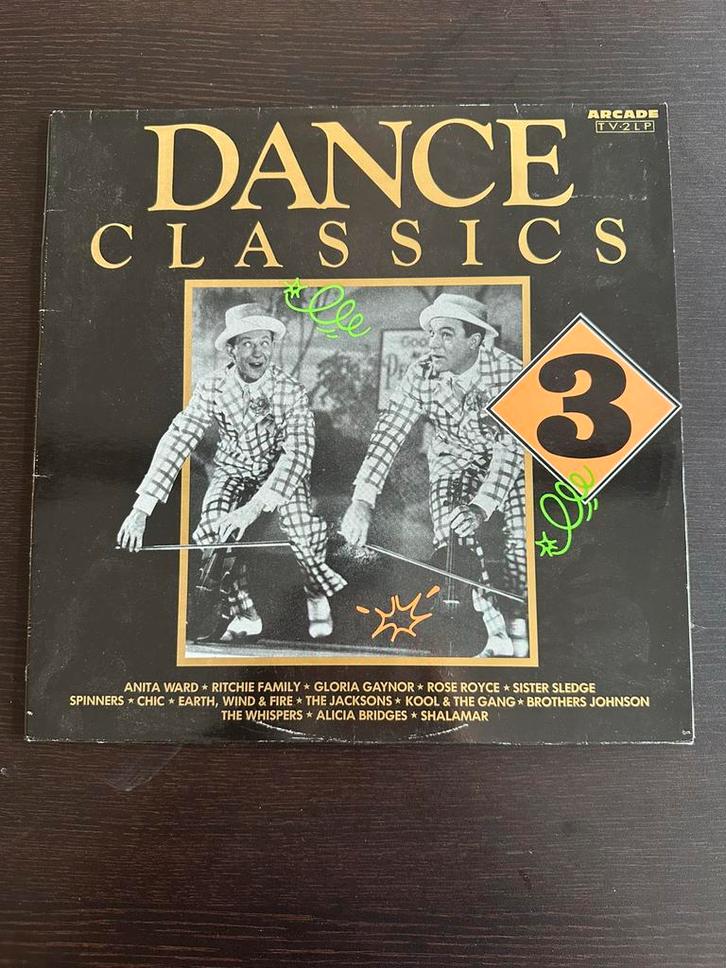 ARCADE
TV·2LP
DANCE
CLASSICS
3
ANITA WARD ★ RITCHIE FAMILY ★ GLORIA GAYNOR ★ ROSE ROYCE ★ SISTER SLEDGE
SPINNERS ★ CHIC ★ EARTH, WIND & FIRE ★ THE JACKSONS ★ KOOL & THE GANG ★ BROTHERS JOHNSON
THE WHISPERS ★ ALICIA BRIDGES ★ SHALAMAR